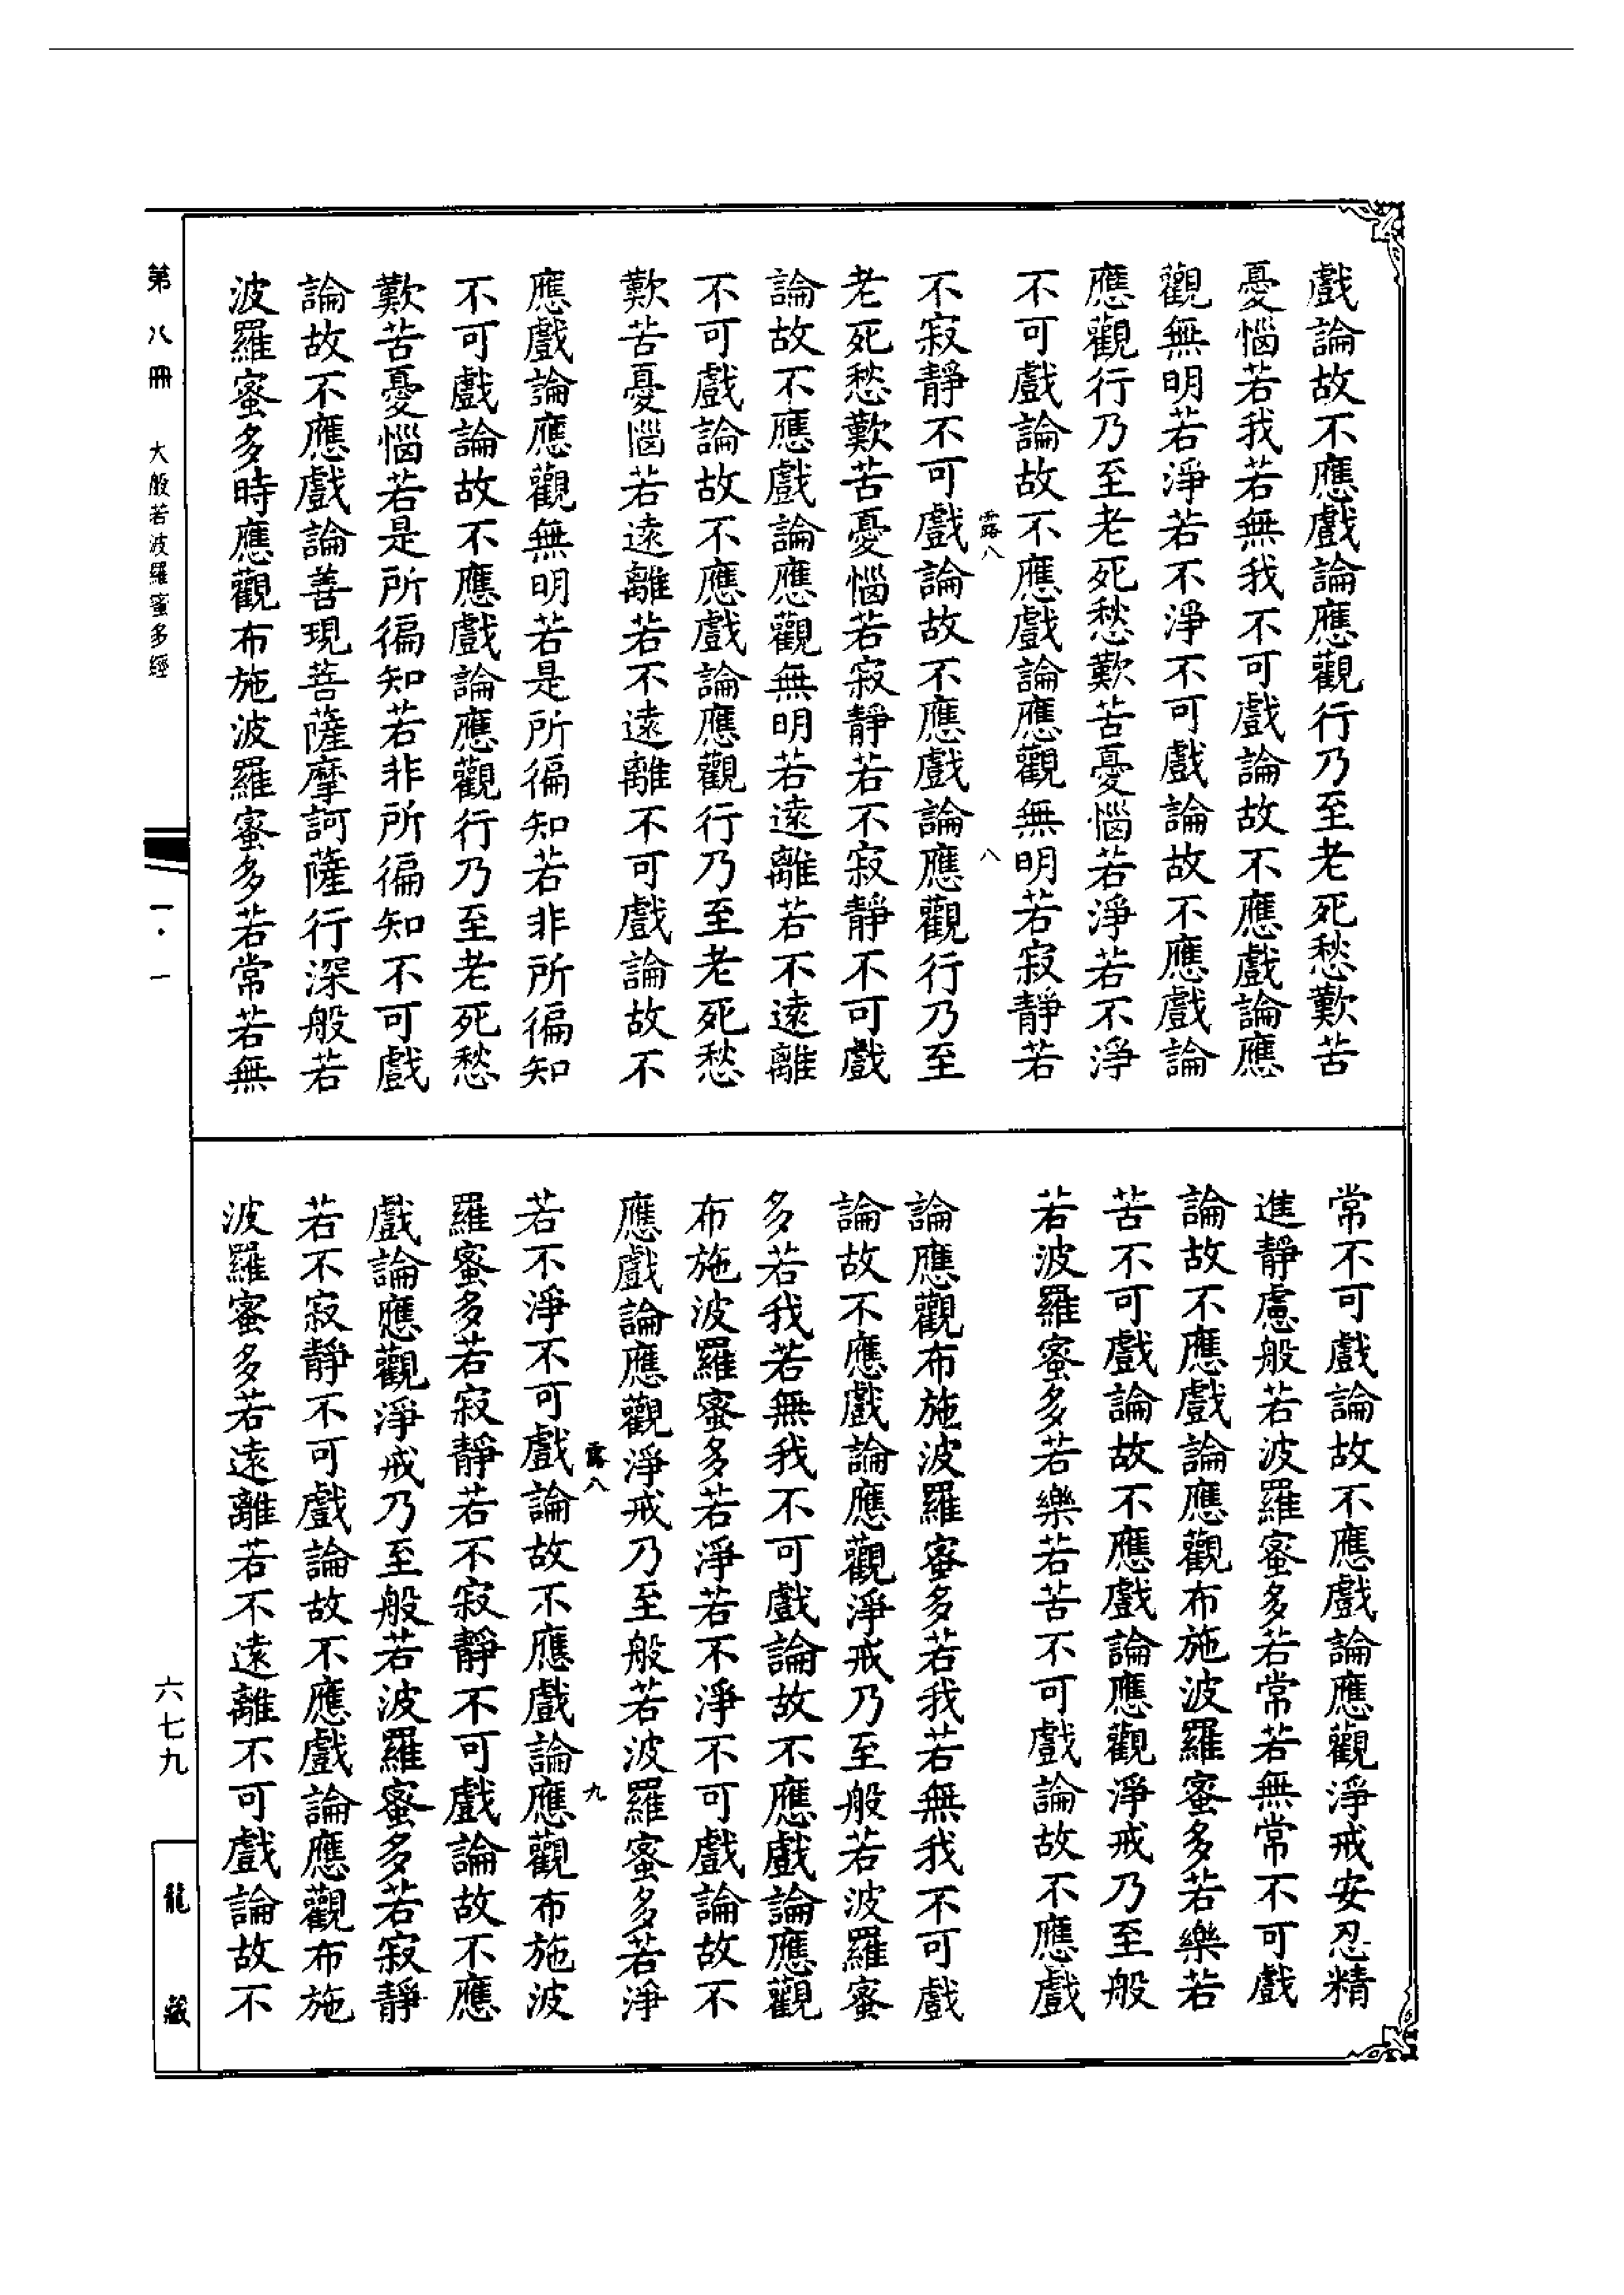 戲論故不應戲論應觀行乃至老死愁歎苦
憂惱若我若無我不可戲論故不應戲論應
觀無明若淨若不淨不可戲論故不應戲論
應觀行乃至老死愁歎苦憂惱若淨若不淨
不可戲論故不應戲論應觀無明若寂靜若
露八 八
不寂靜不可戲論故不應戲論應觀行乃至
老死愁歎苦憂惱若寂靜若不寂靜不可戲
論故不應戲論應觀無明若遠離若不遠離
不可戲論故不應戲論應觀行乃至老死愁
歎苦憂惱若遠離若不遠離不可戲論故不
應戲論應觀無明若是所徧知若非所徧知
不可戲論故不應戲論應觀行乃至老死愁
歎苦憂惱若是所徧知若非所徧知不可戲
論故不應戲論善現菩薩摩訶薩行深般若
波羅蜜多時應觀布施波羅蜜多若常若無
常不可戲論故不應戲論應觀淨戒安忍精
進靜慮般若波羅蜜多若常若無常不可戲
論故不應戲論應觀布施波羅蜜多若樂若
苦不可戲論故不應戲論應觀淨戒乃至般
若波羅蜜多若樂若苦不可戲論故不應戲
論應觀布施波羅蜜多若我若無我不可戲
論故不應戲論應觀淨戒乃至般若波羅蜜
多若我若無我不可戲論故不應戲論應觀
布施波羅蜜多若淨若不淨不可戲論故不
應戲論應觀淨戒乃至般若波羅蜜多若淨
露八 九
若不淨不可戲論故不應戲論應觀布施波
羅蜜多若寂靜若不寂靜不可戲論故不應
戲論應觀淨戒乃至般若波羅蜜多若寂靜
若不寂靜不可戲論故不應戲論應觀布施
波羅蜜多若遠離若不遠離不可戲論故不
第八冊 大般若波羅蜜多經 一·一
六七九
龍藏